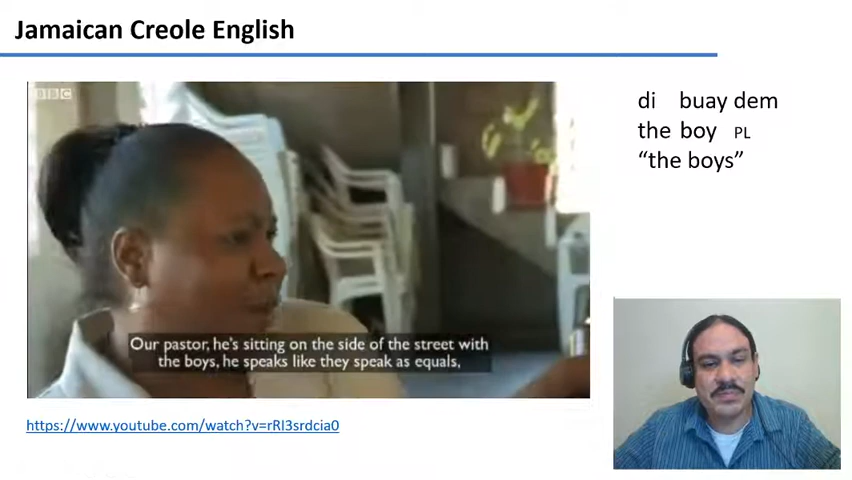 Jamaican Creole English
BBC
di buay dem
the boy PL
“the boys”
Our pastor, he's sitting on the side of the street with
the boys, he speaks like they speak as equals,
https://www.youtube.com/watch?v=rRl3srdcia0